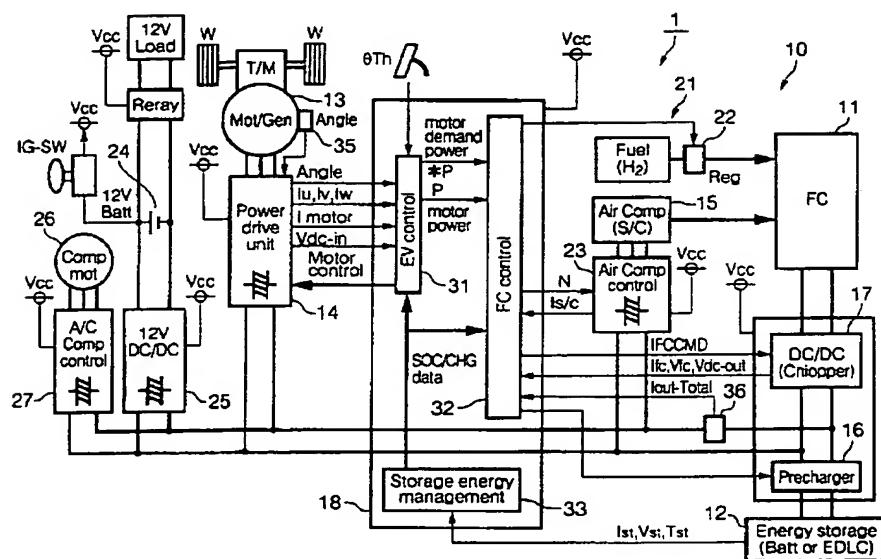 1
10
12V
Load
Vcc
Reray
Vcc
IG-SW
12V
Batt
24
26
Comp
mot
Vcc
A/C
Comp
control
27
Vcc
12V
DC/DC
25
W
W
T/M
13
Mot/Gen
Angle
35
Vcc
Power
drive
unit
14
Angle
Iu, Iv, Iw
I motor
Vdc-in
Motor
control
θTh
EV control
31
motor
demand
power
*P
P
motor
power
FC control
32
SOC/CHG
data
Storage energy
management
33
18
Vcc
21
22
Fuel
(H2)
Reg
11
FC
15
Air Comp
(S/C)
23
Air Comp
control
Vcc
N
Is/c
IFCCMD
Ifc,Vfc,Vdc-out
Icut-Total
36
Vcc
17
DC/DC
(Cniopper)
16
Precharger
12
Energy storage
(Batt or EDLC)
Ist,Vst,Tst